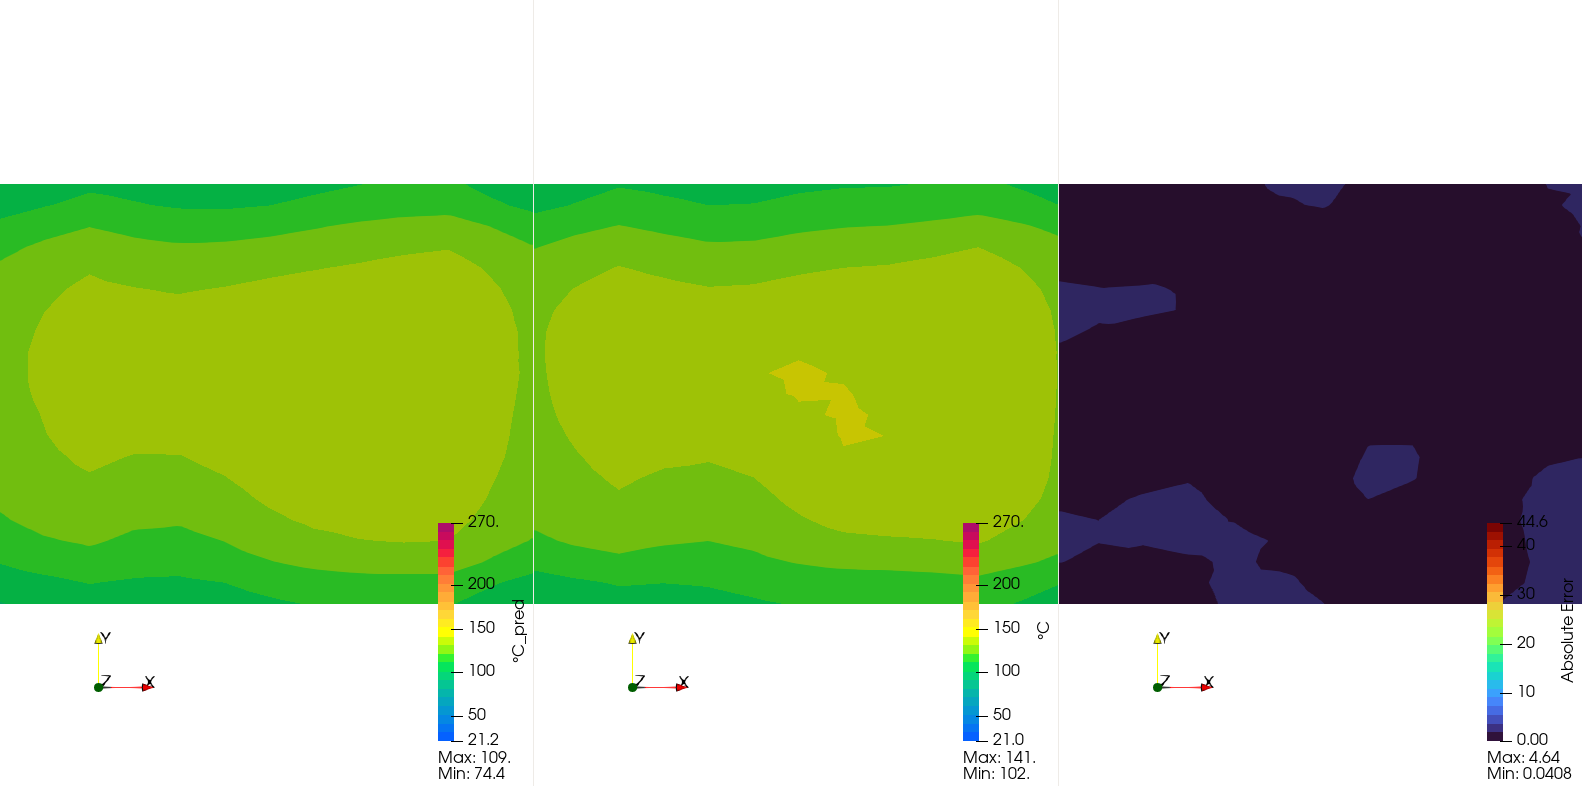 270.
200
150
100
50
21.2
°C_pred
Max: 109.
Min: 74.4
Y
Z
X
270.
200
150
100
50
21.0
°C
Max: 141.
Min: 102.
Y
Z
X
44.6
40
30
20
10
0.00
Absolute Error
Max: 4.64
Min: 0.0408
Y
Z
X